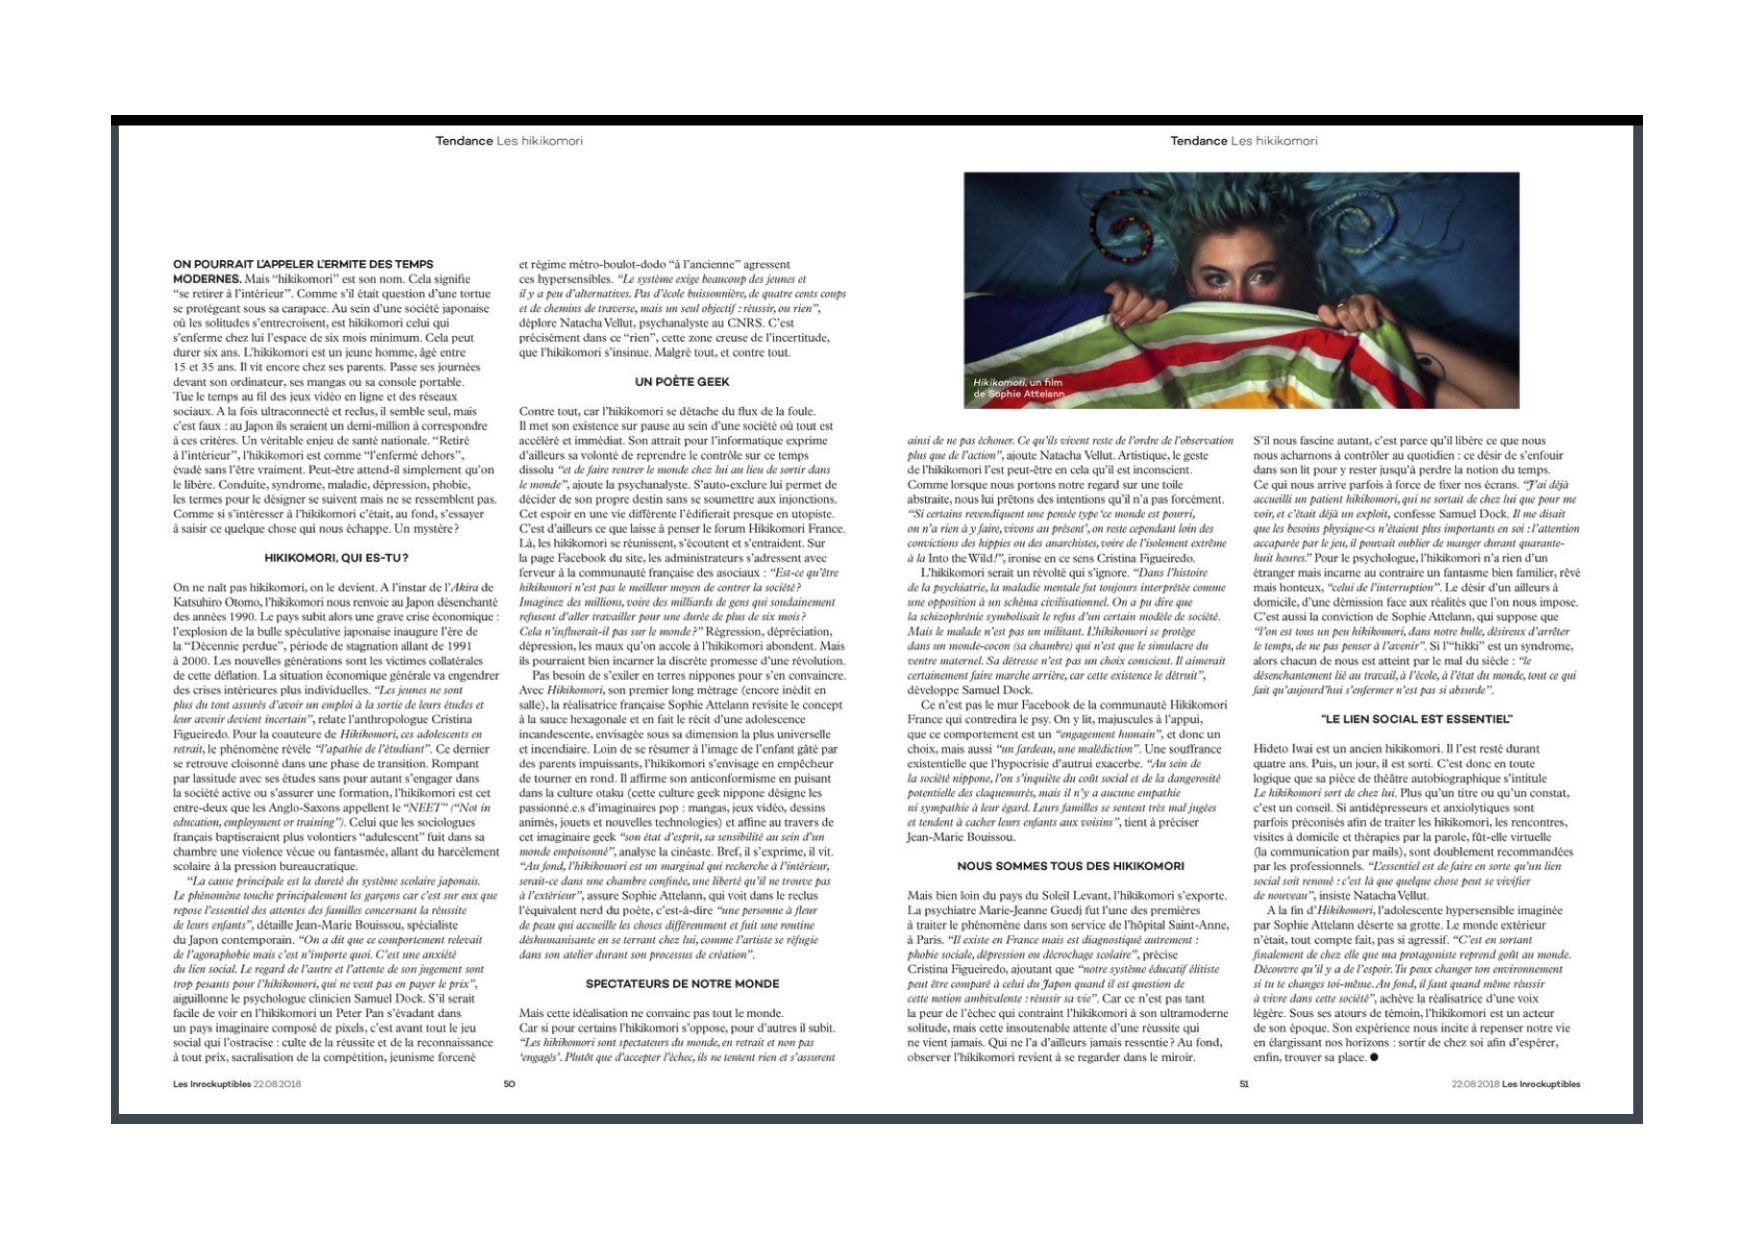 Tendance Les hikikomori
ON POURRAIT L'APPELER L'ERMITE DES TEMPS
MODERNES. Mais “hikikomori” est son nom. Cela signifie
“se retirer à l'intérieur”. Comme s'il était question d'une tortue
se protégeant sous sa carapace. Au sein d'une société japonaise
où les solitudes s'entrecroisent, est hikikomori celui qui
s'enferme chez lui l'espace de six mois minimum. Cela peut
durer six ans. L'hikikomori est un jeune homme, âgé entre
15 et 35 ans. Il vit encore chez ses parents. Passe ses journées
devant son ordinateur, ses mangas ou sa console portable.
Tue le temps au fil des jeux vidéo en ligne et des réseaux
sociaux. A la fois ultraconnecté et reclus, il semble seul, mais
c'est faux : au Japon ils seraient un demi-million à correspondre
à ces critères. Un véritable enjeu de santé nationale. “Retiré
à l'intérieur”, l'hikikomori est comme “l'enfermé dehors”,
évadé sans l'être vraiment. Peut-être attend-il simplement qu'on
le libère. Conduite, syndrome, maladie, dépression, phobie,
les termes pour le désigner se suivent mais ne se ressemblent pas.
Comme si s'intéresser à l'hikikomori c'était, au fond, s'essayer
à saisir ce quelque chose qui nous échappe. Un mystère ?
HIKIKOMORI, QUI ES-TU ?
On ne naît pas hikikomori, on le devient. A l'instar de l'Akira de
Katsuhiro Otomo, l'hikikomori nous renvoie au Japon désenchanté
des années 1990. Le pays subit alors une grave crise économique :
l'explosion de la bulle spéculative japonaise inaugure l'ère de
la “Décennie perdue”, période de stagnation allant de 1991
à 2000. Les nouvelles générations sont les victimes collatérales
de cette déflation. La situation économique générale va engendrer
des crises intérieures plus individuelles. “Les jeunes ne sont
plus du tout assurés d'avoir un emploi à la sortie de leurs études et
leur avenir devient incertain”, relate l'anthropologue Cristina
Figueiredo. Pour la coauteure de Hikikomori, ces adolescents en
retrait, le phénomène révèle “l'apathie de l'étudiant”. Ce dernier
se retrouve cloisonné dans une phase de transition. Rompant
par lassitude avec ses études sans pour autant s'engager dans
la société active ou s'assurer une formation, l'hikikomori est cet
entre-deux que les Anglo-Saxons appellent le “NEET” (“Not in
education, employment or training”). Celui que les sociologues
français baptiseraient plus volontiers “adulescent” fuit dans sa
chambre une violence vécue ou fantasmée, allant du harcèlement
scolaire à la pression bureaucratique.
“La cause principale est la dureté du système scolaire japonais.
Le phénomène touche principalement les garçons car c'est sur eux que
repose l'essentiel des attentes des familles concernant la réussite
de leurs enfants”, détaille Jean-Marie Bouissou, spécialiste
du Japon contemporain. “On a dit que ce comportement relevait
de l'agoraphobie mais c'est n'importe quoi. C'est une anxiété
du lien social. Le regard de l'autre et l'attente de son jugement sont
trop pesants pour l'hikikomori, qui ne veut pas en payer le prix”,
aiguillonne le psychologue clinicien Samuel Dock. S'il serait
facile de voir en l'hikikomori un Peter Pan s'évadant dans
un pays imaginaire composé de pixels, c'est avant tout le jeu
social qui l'ostracise : culte de la réussite et de la reconnaissance
à tout prix, sacralisation de la compétition, jeunisme forcené
et régime métro-boulot-dodo “à l'ancienne” agressent
ces hypersensibles. “Le système exige beaucoup des jeunes et
il y a peu d'alternatives. Pas d'école buissonnière, de quatre cents coups
et de chemins de traverse, mais un seul objectif : réussir, ou rien”,
déplore Natacha Vellut, psychanalyste au CNRS. C'est
précisément dans ce “rien”, cette zone creuse de l'incertitude,
que l'hikikomori s'insinue. Malgré tout, et contre tout.
UN POÈTE GEEK
Contre tout, car l'hikikomori se détache du flux de la foule.
Il met son existence sur pause au sein d'une société où tout est
accéléré et immédiat. Son attrait pour l'informatique exprime
d'ailleurs sa volonté de reprendre le contrôle sur ce temps
dissolu “et de faire rentrer le monde chez lui au lieu de sortir dans
le monde”, ajoute la psychanalyste. S'auto-exclure lui permet de
décider de son propre destin sans se soumettre aux injonctions.
Cet espoir en une vie différente l'édifierait presque en utopiste.
C'est d'ailleurs ce que laisse à penser le forum Hikikomori France.
Là, les hikikomori se réunissent, s'écoutent et s'entraident. Sur
la page Facebook du site, les administrateurs s'adressent avec
ferveur à la communauté française des asociaux : “Est-ce qu'être
hikikomori n'est pas le meilleur moyen de contrer la société ?
Imaginez des millions, voire des milliards de gens qui soudainement
refusent d'aller travailler pour une durée de plus de six mois ?
Cela n'influerait-il pas sur le monde ?” Régression, dépréciation,
dépression, les maux qu'on accole à l'hikikomori abondent. Mais
ils pourraient bien incarner la discrète promesse d'une révolution.
Pas besoin de s'exiler en terres nippones pour s'en convaincre.
Avec Hikikomori, son premier long métrage (encore inédit en
salle), la réalisatrice française Sophie Attelann revisite le concept
à la sauce hexagonale et en fait le récit d'une adolescence
incandescente, envisagée sous sa dimension la plus universelle
et incendiaire. Loin de se résumer à l'image de l'enfant gâté par
des parents impuissants, l'hikikomori s'envisage en empêcheur
de tourner en rond. Il affirme son anticonformisme en puisant
dans la culture otaku (cette culture geek nippone désigne les
passionné.e.s d'imaginaires pop : mangas, jeux vidéo, dessins
animés, jouets et nouvelles technologies) et affine au travers de
cet imaginaire geek “son état d'esprit, sa sensibilité au sein d'un
monde empoisonné”, analyse la cinéaste. Bref, il s'exprime, il vit.
“Au fond, l'hikikomori est un marginal qui recherche à l'intérieur,
serait-ce dans une chambre confinée, une liberté qu'il ne trouve pas
à l'extérieur”, assure Sophie Attelann, qui voit dans le reclus
l'équivalent nerd du poète, c'est-à-dire “une personne à fleur
de peau qui accueille les choses différemment et fuit une routine
déshumanisante en se terrant chez lui, comme l'artiste se réfugie
dans son atelier durant son processus de création”.
SPECTATEURS DE NOTRE MONDE
Mais cette idéalisation ne convainc pas tout le monde.
Car si pour certains l'hikikomori s'oppose, pour d'autres il subit.
“Les hikikomori sont spectateurs du monde, en retrait et non pas
‘engagés’. Plutôt que d'accepter l'échec, ils ne tentent rien et s'assurent
Les Inrockuptibles 22.08.2018
50
Tendance Les hikikomori
Hikikomori, un film
de Sophie Attelann
ainsi de ne pas échouer. Ce qu'ils vivent reste de l'ordre de l'observation
plus que de l'action”, ajoute Natacha Vellut. Artistique, le geste
de l'hikikomori l'est peut-être en cela qu'il est inconscient.
Comme lorsque nous portons notre regard sur une toile
abstraite, nous lui prêtons des intentions qu'il n'a pas forcément.
“Si certains revendiquent une pensée type ‘ce monde est pourri,
on n'a rien à y faire, vivons au présent’, on reste cependant loin des
convictions des hippies ou des anarchistes, voire de l'isolement extrême
à la Into the Wild !”, ironise en ce sens Cristina Figueiredo.
L'hikikomori serait un révolté qui s'ignore. “Dans l'histoire
de la psychiatrie, la maladie mentale fut toujours interprétée comme
une opposition à un schéma civilisationnel. On a pu dire que
la schizophrénie symbolisait le refus d'un certain modèle de société.
Mais le malade n'est pas un militant. L'hikikomori se protège
dans un monde-cocon (sa chambre) qui n'est que le simulacre du
ventre maternel. Sa détresse n'est pas un choix conscient. Il aimerait
certainement faire marche arrière, car cette existence le détruit”,
développe Samuel Dock.
Ce n'est pas le mur Facebook de la communauté Hikikomori
France qui contredira le psy. On y lit, majuscules à l'appui,
que ce comportement est un “engagement humain”, et donc un
choix, mais aussi “un fardeau, une malédiction”. Une souffrance
existentielle que l'hypocrisie d'autrui exacerbe. “Au sein de
la société nippone, l'on s'inquiète du coût social et de la dangerosité
potentielle des claquemurés, mais il n'y a aucune empathie
ni sympathie à leur égard. Leurs familles se sentent très mal jugées
et tendent à cacher leurs enfants aux voisins”, tient à préciser
Jean-Marie Bouissou.
NOUS SOMMES TOUS DES HIKIKOMORI
Mais bien loin du pays du Soleil Levant, l'hikikomori s'exporte.
La psychiatre Marie-Jeanne Guedj fut l'une des premières
à traiter le phénomène dans son service de l'hôpital Saint-Anne,
à Paris. “Il existe en France mais est diagnostiqué autrement :
phobie sociale, dépression ou décrochage scolaire”, précise
Cristina Figueiredo, ajoutant que “notre système éducatif élitiste
peut être comparé à celui du Japon quand il est question de
cette notion ambivalente : réussir sa vie”. Car ce n'est pas tant
la peur de l'échec qui contraint l'hikikomori à son ultramoderne
solitude, mais cette insoutenable attente d'une réussite qui
ne vient jamais. Qui ne l'a d'ailleurs jamais ressentie ? Au fond,
observer l'hikikomori revient à se regarder dans le miroir.
S'il nous fascine autant, c'est parce qu'il libère ce que nous
nous acharnons à contrôler au quotidien : ce désir de s'enfouir
dans son lit pour y rester jusqu'à perdre la notion du temps.
Ce qui nous arrive parfois à force de fixer nos écrans. “J'ai déjà
accueilli un patient hikikomori, qui ne sortait de chez lui que pour me
voir, et c'était déjà un exploit, confesse Samuel Dock. Il me disait
que les besoins physique<s n'étaient plus importants en soi : l'attention
accaparée par le jeu, il pouvait oublier de manger durant quarante-
huit heures.” Pour le psychologue, l'hikikomori n'a rien d'un
étranger mais incarne au contraire un fantasme bien familier, rêvé
mais honteux, “celui de l'interruption”. Le désir d'un ailleurs à
domicile, d'une démission face aux réalités que l'on nous impose.
C'est aussi la conviction de Sophie Attelann, qui suppose que
“l'on est tous un peu hikikomori, dans notre bulle, désireux d'arrêter
le temps, de ne pas penser à l'avenir”. Si l'“hikki” est un syndrome,
alors chacun de nous est atteint par le mal du siècle : “le
désenchantement lié au travail, à l'école, à l'état du monde, tout ce qui
fait qu'aujourd'hui s'enfermer n'est pas si absurde”.
“LE LIEN SOCIAL EST ESSENTIEL”
Hideto Iwai est un ancien hikikomori. Il l'est resté durant
quatre ans. Puis, un jour, il est sorti. C'est donc en toute
logique que sa pièce de théâtre autobiographique s'intitule
Le hikikomori sort de chez lui. Plus qu'un titre ou qu'un constat,
c'est un conseil. Si antidépresseurs et anxiolytiques sont
parfois préconisés afin de traiter les hikikomori, les rencontres,
visites à domicile et thérapies par la parole, fût-elle virtuelle
(la communication par mails), sont doublement recommandées
par les professionnels. “L'essentiel est de faire en sorte qu'un lien
social soit renoué : c'est là que quelque chose peut se vivifier
de nouveau”, insiste Natacha Vellut.
A la fin d'Hikikomori, l'adolescente hypersensible imaginée
par Sophie Attelann déserte sa grotte. Le monde extérieur
n'était, tout compte fait, pas si agressif. “C'est en sortant
finalement de chez elle que ma protagoniste reprend goût au monde.
Découvre qu'il y a de l'espoir. Tu peux changer ton environnement
si tu te changes toi-même. Au fond, il faut quand même réussir
à vivre dans cette société”, achève la réalisatrice d'une voix
légère. Sous ses atours de témoin, l'hikikomori est un acteur
de son époque. Son expérience nous incite à repenser notre vie
en élargissant nos horizons : sortir de chez soi afin d'espérer,
enfin, trouver sa place. ●
51
22.08.2018 Les Inrockuptibles